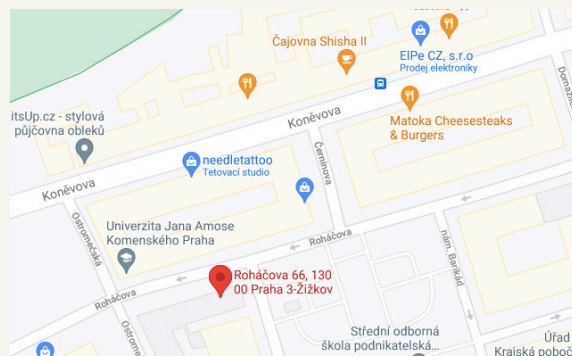 Čajovna Shisha II
ElPe CZ, s.r.o
Prodej elektroniky
itsUp.cz - stylová
půjčovna obleků
Koněvova
Matoka Cheesesteaks
& Burgers
needletattoo
Tetovací studio
Černínova
Koněvova
Ostromečská
Univerzita Jana Amose
Komenského Praha
Roháčova
nám. Barikád
Roháčova 66, 130
00 Praha 3-Žižkov
Roháčova
Střední odborná
škola podnikatelská...
Úřad
Krajská poboč